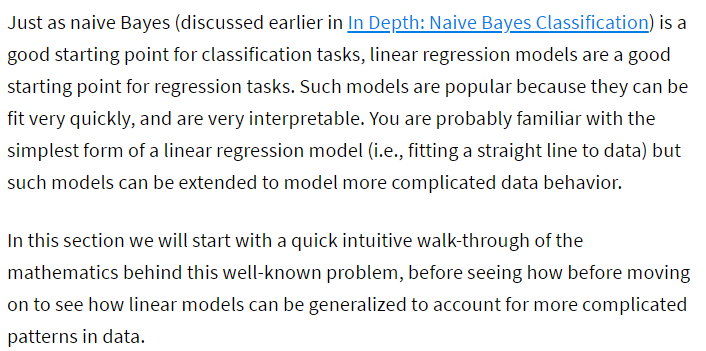 Just as naive Bayes (discussed earlier in In Depth: Naive Bayes Classification) is a
good starting point for classification tasks, linear regression models are a good
starting point for regression tasks. Such models are popular because they can be
fit very quickly, and are very interpretable. You are probably familiar with the
simplest form of a linear regression model (i.e., fitting a straight line to data) but
such models can be extended to model more complicated data behavior.
In this section we will start with a quick intuitive walk-through of the
mathematics behind this well-known problem, before seeing how before moving
on to see how linear models can be generalized to account for more complicated
patterns in data.